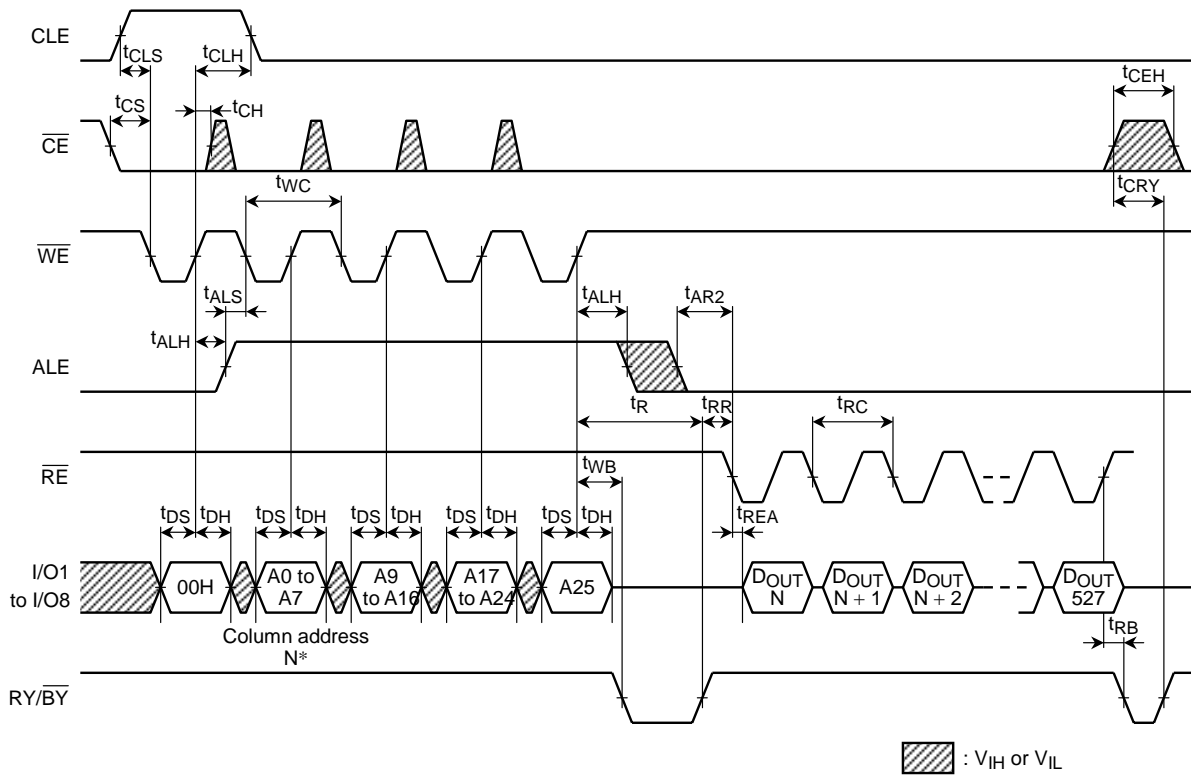 CLE
tCLS
tCLH
tCEH
tCS
tCH
CE
tWC
tCRY
WE
tALS
tALH
tAR2
tALH
ALE
tR
tRR
tRC
RE
tWB
tDS
tDH
tDS
tDH
tDS
tDH
tDS
tDH
tDS
tDH
tREA
I/O1
to I/O8
00H
A0 to
A7
A9
to A16
A17
to A24
A25
DOUT
N
DOUT
N + 1
DOUT
N + 2
DOUT
527
Column address
N*
tRB
RY/BY
: VIH or VIL